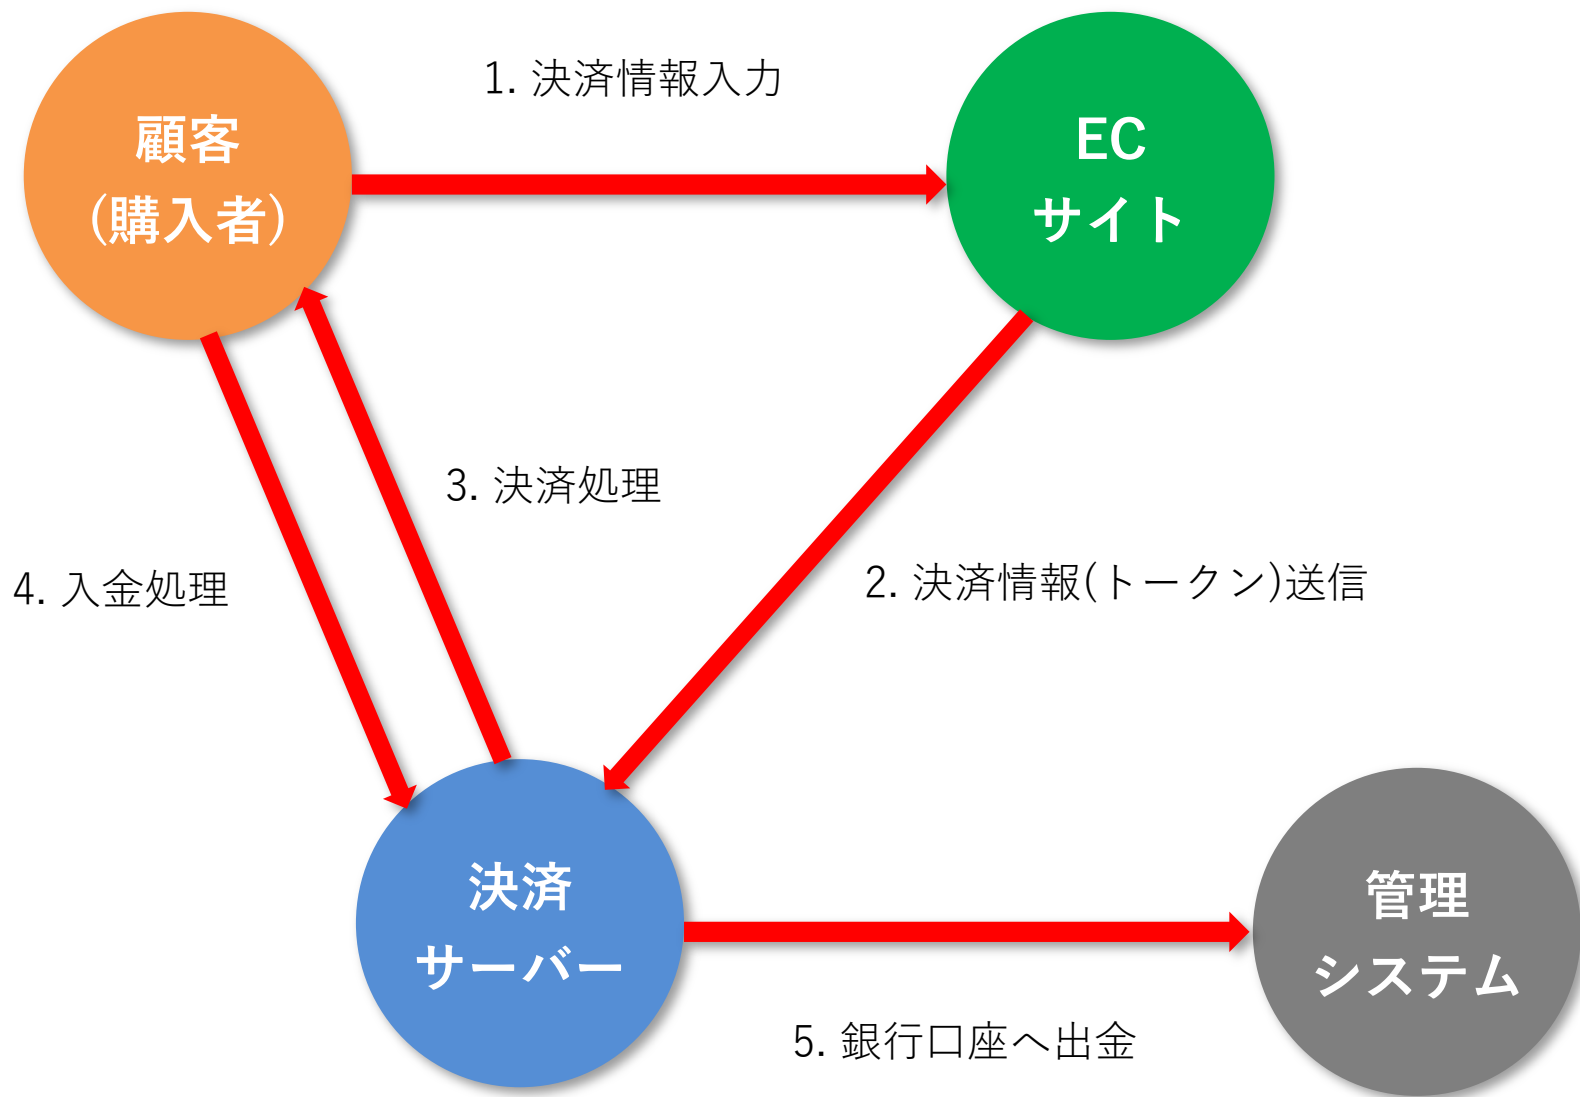 1. 決済情報入力
顧客
(購入者)
EC
サイト
3. 決済処理
4. 入金処理
2. 決済情報(トークン)送信
決済
サーバー
管理
システム
5. 銀行口座へ出金